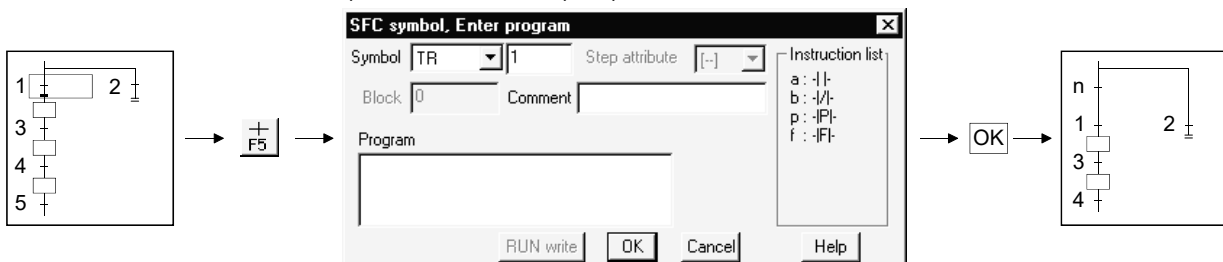 1
2
3
4
5
F5
SFC symbol, Enter program
Symbol TR 1 Step attribute [--]
Block 0 Comment
Program
Instruction list
a : -| |-
b : -|/|-
p : -|P|-
f : -|F|-
RUN write OK Cancel Help
OK
n
1
2
3
4